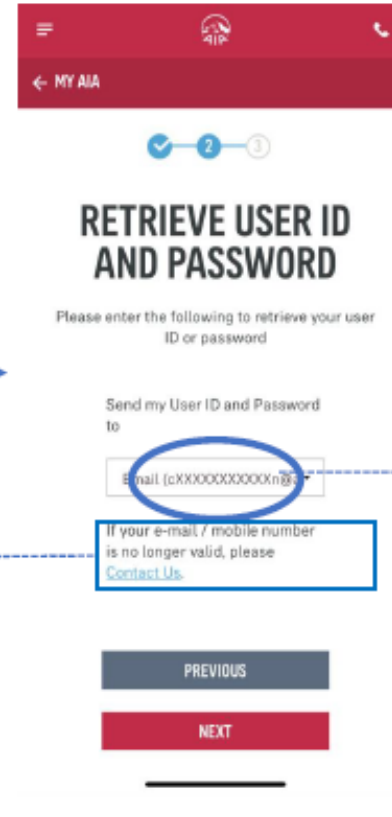 AIA
← MY AIA
2
3
RETRIEVE USER ID
AND PASSWORD
Please enter the following to retrieve your user
ID or password
Send my User ID and Password
to
Email (cXXXXXXXXXXXn@
If your e-mail / mobile number
is no longer valid, please
Contact Us.
PREVIOUS
NEXT